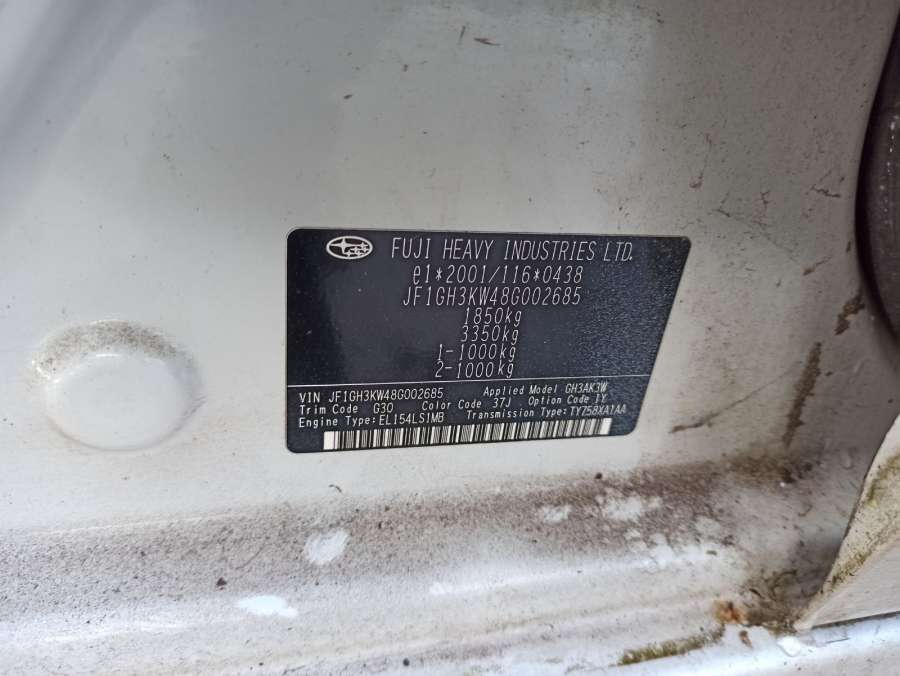 FUJI HEAVY INDUSTRIES LTD.
e1*2001/116*0438
JF1GH3KW48G002685
1850kg
3350kg
1-1000kg
2-1000kg
VIN JF1GH3KW48G002685 Applied Model GH3AK3W
Trim Code G30 Color Code 37J Option Code IY
Engine Type:EL154LS1MB Transmission Type:TY758XA1AA